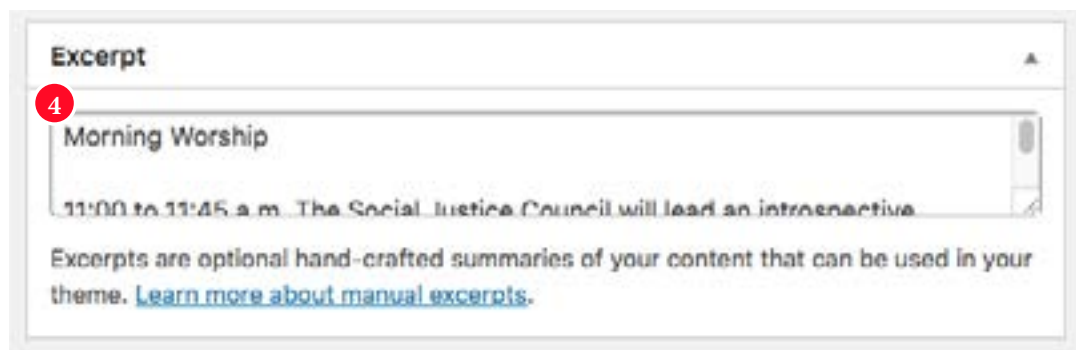 Excerpt
4
Morning Worship
11:00 to 11:45 a.m. The Social Justice Council will lead an introspective
Excerpts are optional hand-crafted summaries of your content that can be used in your
theme. Learn more about manual excerpts.